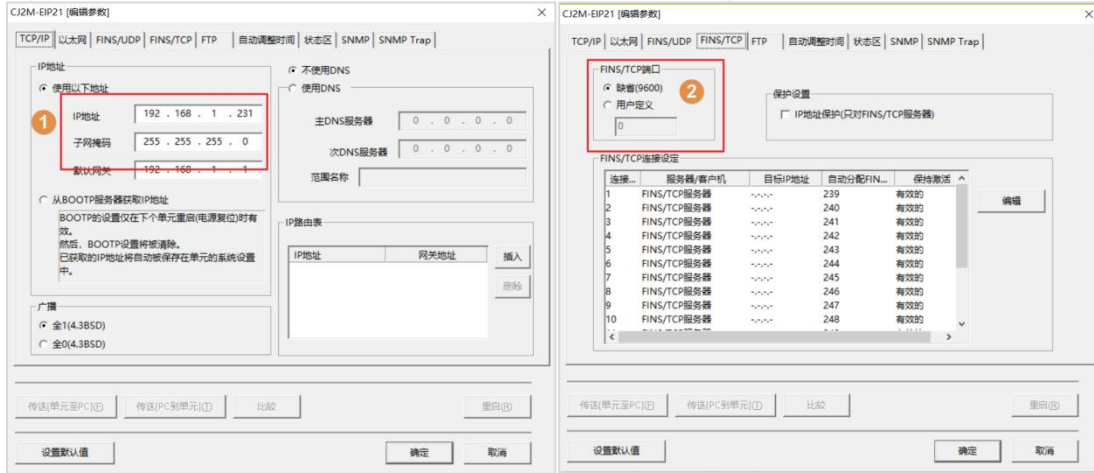 CJ2M-EIP21 [编辑参数]
TCP/IP 以太网 FINS/UDP FINS/TCP FTP 自动调整时间 状态区 SNMP SNMP Trap
IP地址
使用以下地址
1
IP地址 192 . 168 . 1 . 231
子网掩码 255 . 255 . 255 . 0
默认网关 192 . 168 . 1 . 1
从BOOTP服务器获取IP地址
BOOTP的设置仅在下个单元重启(电源复位)时有
效。
然后，BOOTP设置将被清除。
已获取的IP地址将自动被保存在单元的系统设置
中。
广播
全1(4.3BSD)
全0(4.3BSD)
不使用DNS
使用DNS
主DNS服务器 0 . 0 . 0 . 0
次DNS服务器 0 . 0 . 0 . 0
范围名称
IP路由表
IP地址 网关地址
插入
删除
传送[单元至PC](F) 传送[PC到单元](T) 比较 重启(R)
设置默认值 确定 取消
CJ2M-EIP21 [编辑参数]
TCP/IP 以太网 FINS/UDP FINS/TCP FTP 自动调整时间 状态区 SNMP SNMP Trap
FINS/TCP端口
缺省(9600)
用户定义
0
2
保护设置
IP地址保护(只对FINS/TCP服务器)
FINS/TCP连接设定
连接... 服务器/客户机 目标IP地址 自动分配FIN... 保持激活
1 FINS/TCP服务器 -.-.-.- 239 有效的
2 FINS/TCP服务器 -.-.-.- 240 有效的
3 FINS/TCP服务器 -.-.-.- 241 有效的
4 FINS/TCP服务器 -.-.-.- 242 有效的
5 FINS/TCP服务器 -.-.-.- 243 有效的
6 FINS/TCP服务器 -.-.-.- 244 有效的
7 FINS/TCP服务器 -.-.-.- 245 有效的
8 FINS/TCP服务器 -.-.-.- 246 有效的
9 FINS/TCP服务器 -.-.-.- 247 有效的
10 FINS/TCP服务器 -.-.-.- 248 有效的
编辑
传送[单元至PC](F) 传送[PC到单元](T) 比较 重启(R)
设置默认值 确定 取消